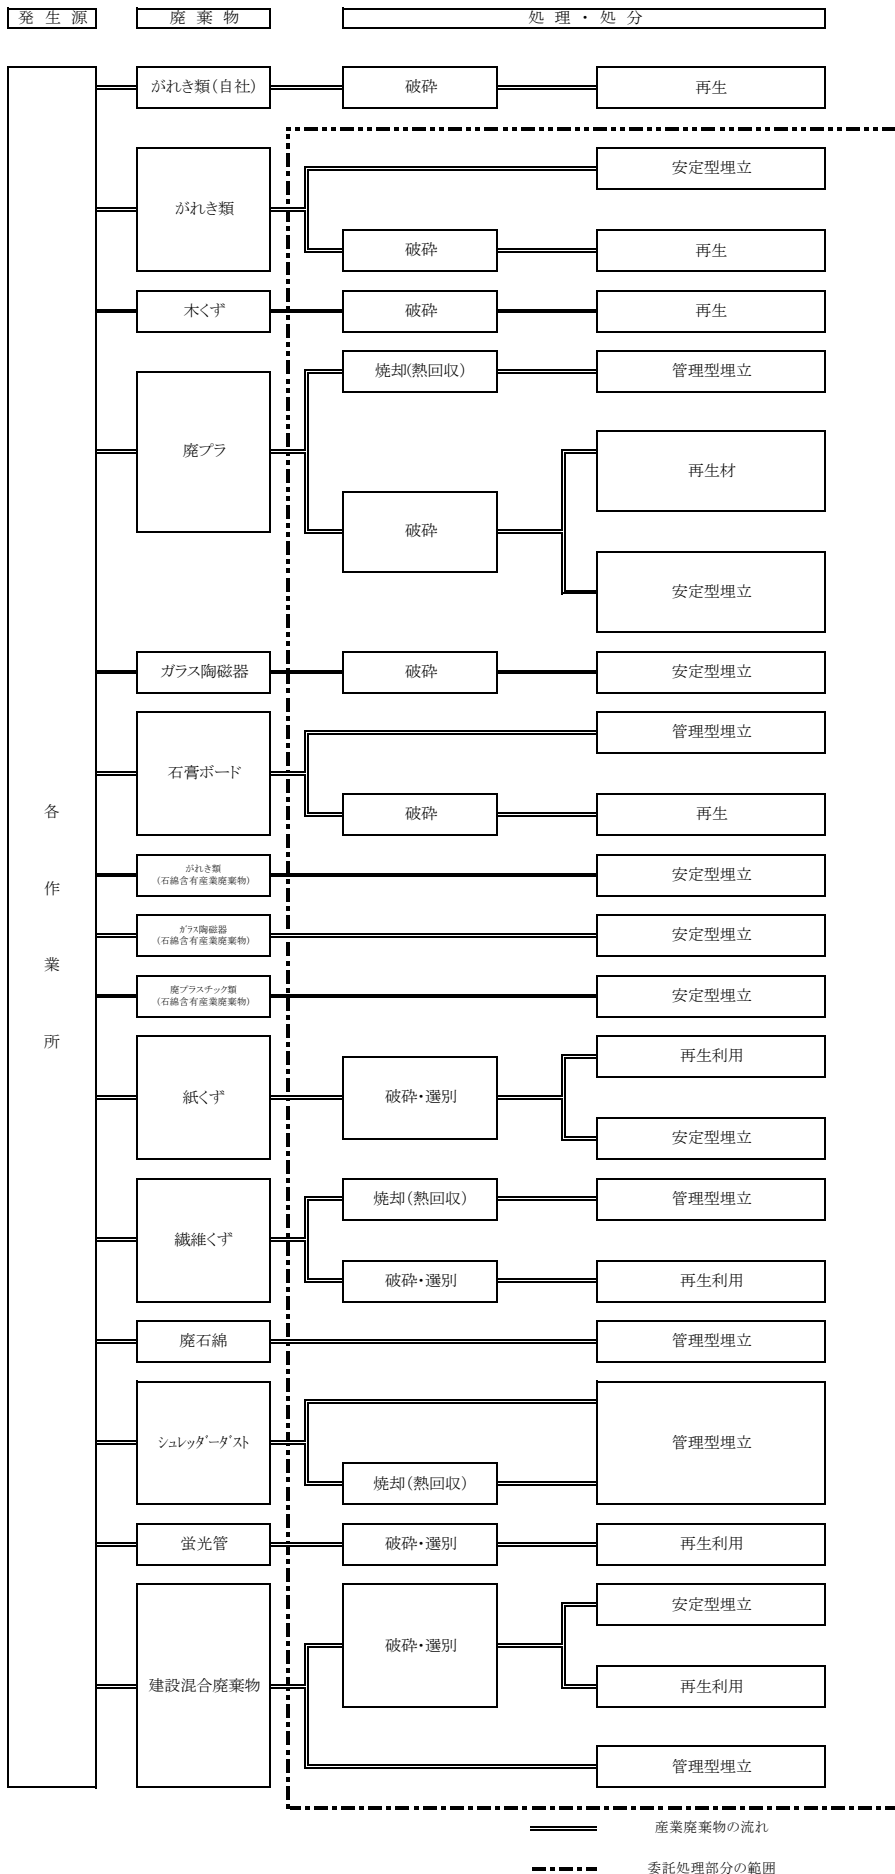 発生源 廃棄物 処理・処分
がれき類(自社) 破砕 再生
安定型埋立
がれき類
破砕 再生
木くず 破砕 再生
焼却(熱回収) 管理型埋立
廃プラ
再生材
破砕
安定型埋立
ガラス陶磁器 破砕 安定型埋立
管理型埋立
石膏ボード
破砕 再生
各
作
業
所
がれき類
(石綿含有産業廃棄物)
安定型埋立
ガラス陶磁器
(石綿含有産業廃棄物)
安定型埋立
廃プラスチック類
(石綿含有産業廃棄物)
安定型埋立
再生利用
紙くず 破砕・選別
安定型埋立
焼却(熱回収) 管理型埋立
繊維くず
破砕・選別 再生利用
廃石綿 管理型埋立
シュレッダーダスト 管理型埋立
焼却(熱回収)
蛍光管 破砕・選別 再生利用
安定型埋立
破砕・選別
建設混合廃棄物 再生利用
管理型埋立
産業廃棄物の流れ
委託処理部分の範囲